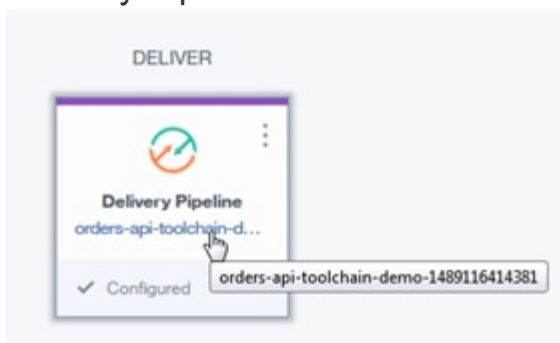 DELIVER
Delivery Pipeline
orders-api-toolchain-d...
Configured
orders-api-toolchain-demo-1489116414381